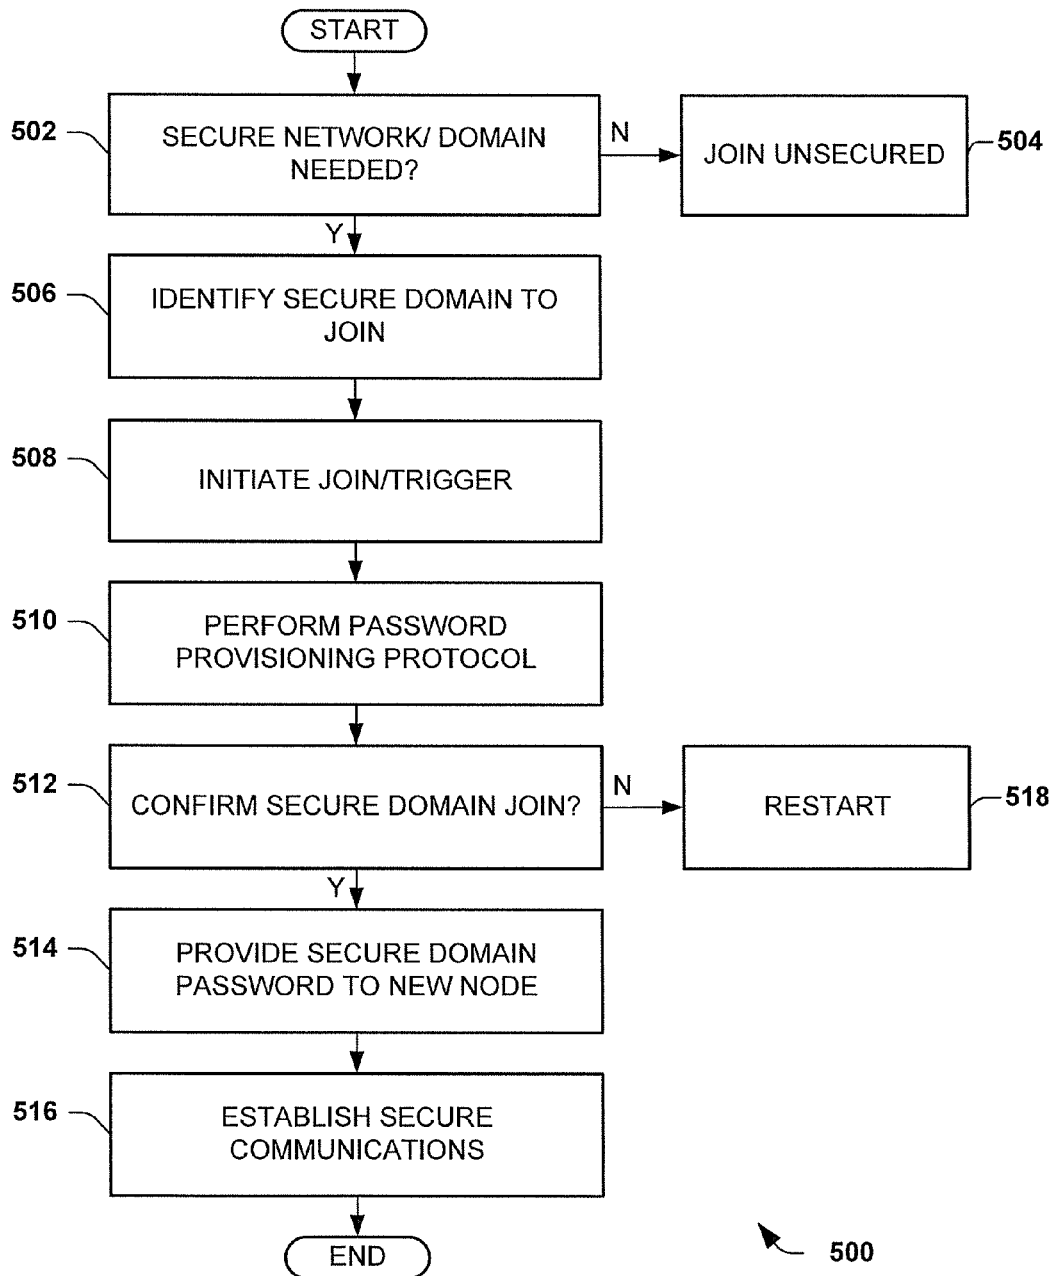 START
502
SECURE NETWORK/ DOMAIN
NEEDED?
N
JOIN UNSECURED
504
Y
506
IDENTIFY SECURE DOMAIN TO
JOIN
508
INITIATE JOIN/TRIGGER
510
PERFORM PASSWORD
PROVISIONING PROTOCOL
512
CONFIRM SECURE DOMAIN JOIN?
N
RESTART
518
Y
514
PROVIDE SECURE DOMAIN
PASSWORD TO NEW NODE
516
ESTABLISH SECURE
COMMUNICATIONS
END
500